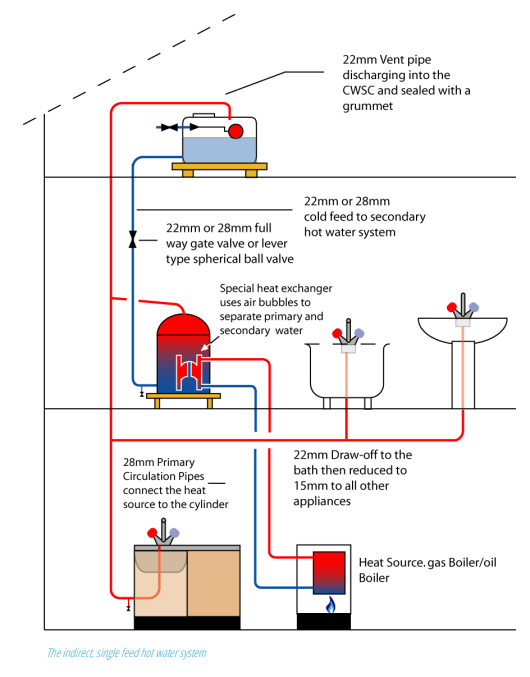 22mm Vent pipe
discharging into the
CWSC and sealed with a
grummet
22mm or 28mm
cold feed to secondary
hot water system
22mm or 28mm full
way gate valve or lever
type spherical ball valve
Special heat exchanger
uses air bubbles to
separate primary and
secondary water
22mm Draw-off to the
bath then reduced to
15mm to all other
appliances
28mm Primary
Circulation Pipes
connect the heat
source to the cylinder
Heat Source. gas Boiler/oil
Boiler
The indirect, single feed hot water system